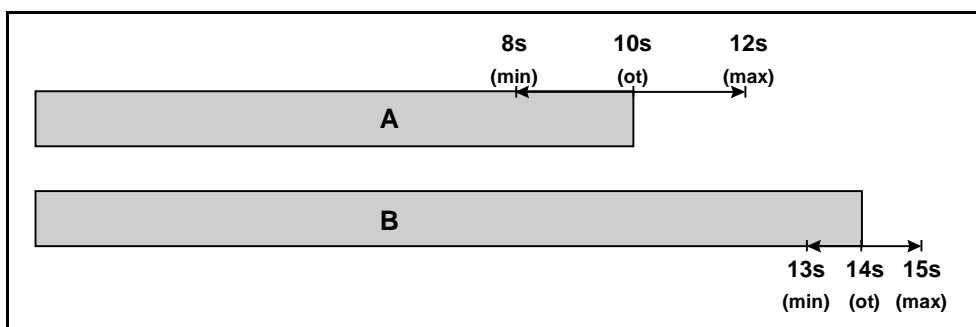 8s 10s 12s
(min) (ot) (max)
A
B
13s 14s 15s
(min) (ot) (max)